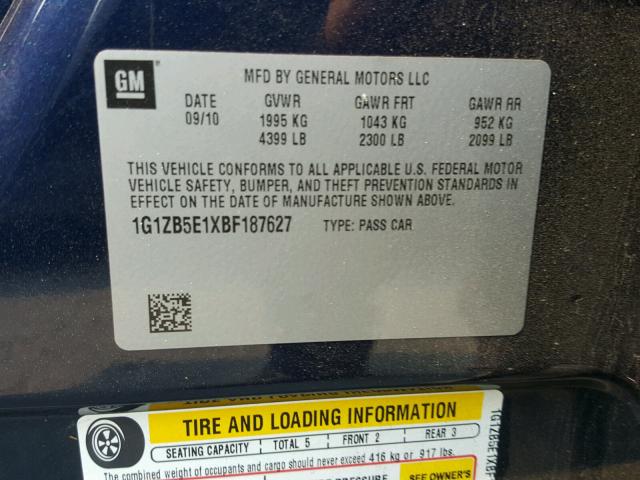 GM
MFD BY GENERAL MOTORS LLC
DATE GVWR GAWR FRT GAWR RR
09/10 1995 KG 1043 KG 952 KG
4399 LB 2300 LB 2099 LB
THIS VEHICLE CONFORMS TO ALL APPLICABLE U.S. FEDERAL MOTOR
VEHICLE SAFETY, BUMPER, AND THEFT PREVENTION STANDARDS IN
EFFECT ON THE DATE OF MANUFACTURE SHOWN ABOVE.
1G1ZB5E1XBF187627 TYPE: PASS CAR
TIRE AND LOADING INFORMATION
SEATING CAPACITY TOTAL 5 FRONT 2 REAR 3
The combined weight of occupants and cargo should never exceed 416 kg or 917 lbs.
PRESSURE SEE OWNER'S
1G1ZB5E1XBF